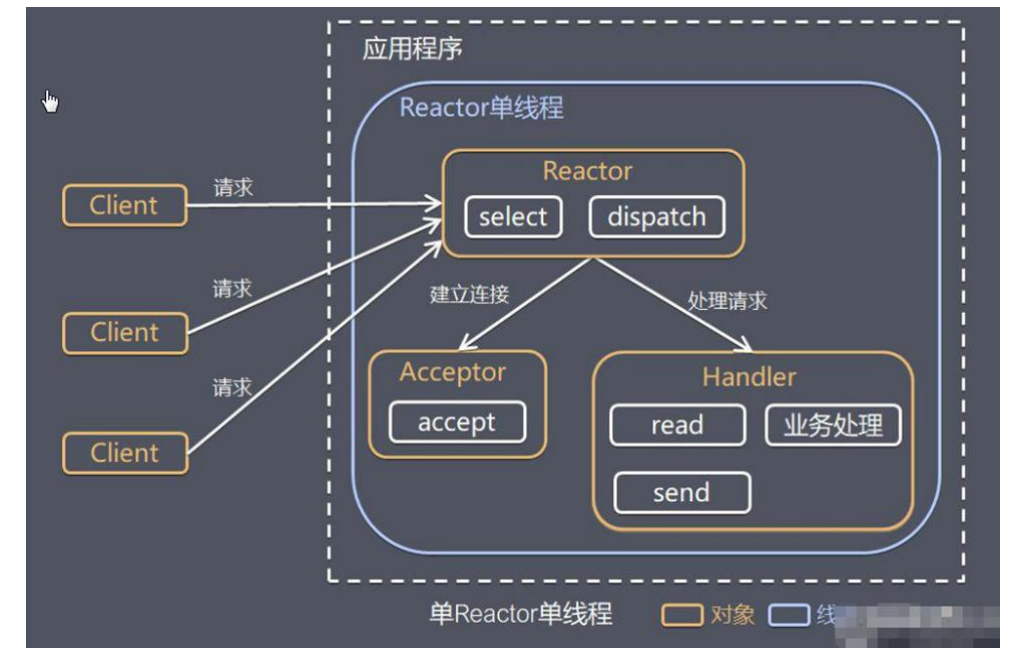 应用程序
Reactor单线程
Reactor
select
dispatch
Client
请求
Client
请求
Client
请求
建立连接
处理请求
Acceptor
accept
Handler
read
业务处理
send
单Reactor单线程
对象
线